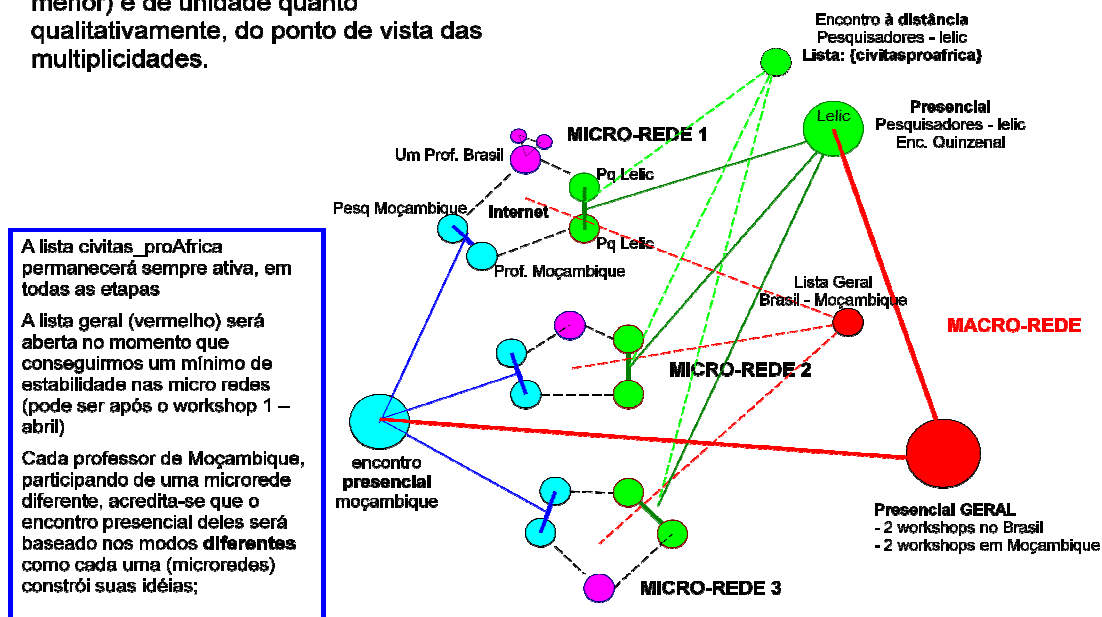 menor) e de unidade quanto
qualitativamente, do ponto de vista das
multiplicidades.
Encontro à distância
Pesquisadores - lelic
Lista: {civitasproafrica}
Lelic
Presencial
Pesquisadores - lelic
Enc. Quinzenal
MICRO-REDE 1
Um Prof. Brasil
Pq Lelic
Pesq Moçambique
Internet
Pq Lelic
Prof. Moçambique
Lista Geral
Brasil - Moçambique
MACRO-REDE
MICRO-REDE 2
encontro
presencial
moçambique
Presencial GERAL
- 2 workshops no Brasil
- 2 workshops em Moçambique
MICRO-REDE 3
A lista civitas_proAfrica
permanecerá sempre ativa, em
todas as etapas
A lista geral (vermelho) será
aberta no momento que
conseguirmos um mínimo de
estabilidade nas micro redes
(pode ser após o workshop 1 –
abril)
Cada professor de Moçambique,
participando de uma microrede
diferente, acredita-se que o
encontro presencial deles será
baseado nos modos diferentes
como cada uma (microredes)
constrói suas idéias;